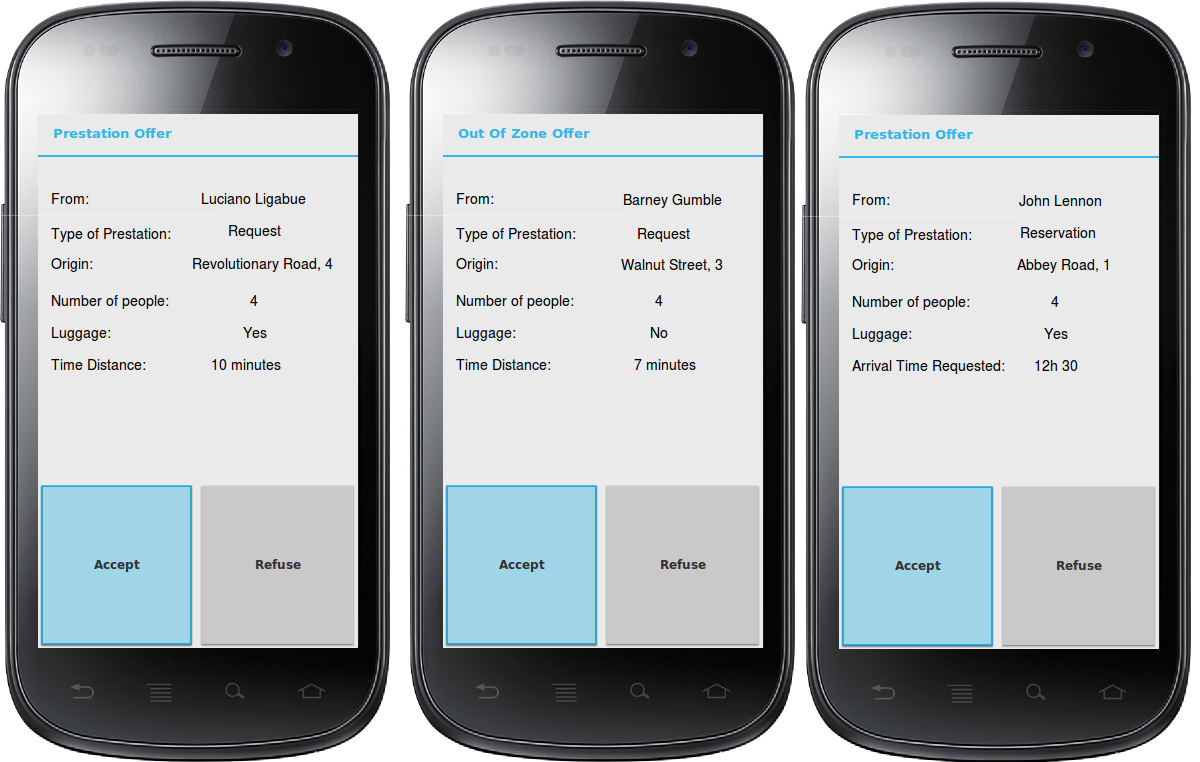 Prestation Offer
From: Luciano Ligabue
Type of Prestation: Request
Origin: Revolutionary Road, 4
Number of people: 4
Luggage: Yes
Time Distance: 10 minutes
Accept Refuse
Out Of Zone Offer
From: Barney Gumble
Type of Prestation: Request
Origin: Walnut Street, 3
Number of people: 4
Luggage: No
Time Distance: 7 minutes
Accept Refuse
Prestation Offer
From: John Lennon
Type of Prestation: Reservation
Origin: Abbey Road, 1
Number of people: 4
Luggage: Yes
Arrival Time Requested: 12h 30
Accept Refuse